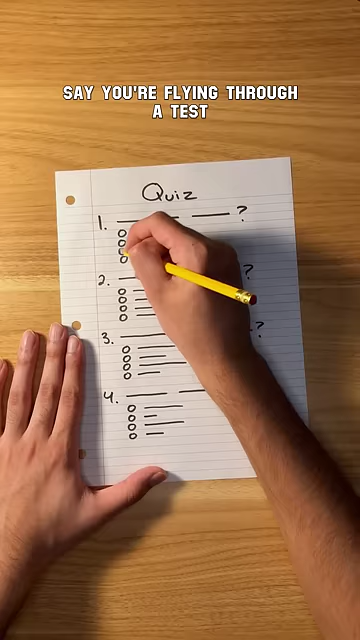 SAY YOU'RE FLYING THROUGH
A TEST
Quiz
1. ?
2. ?
3. ?
4.